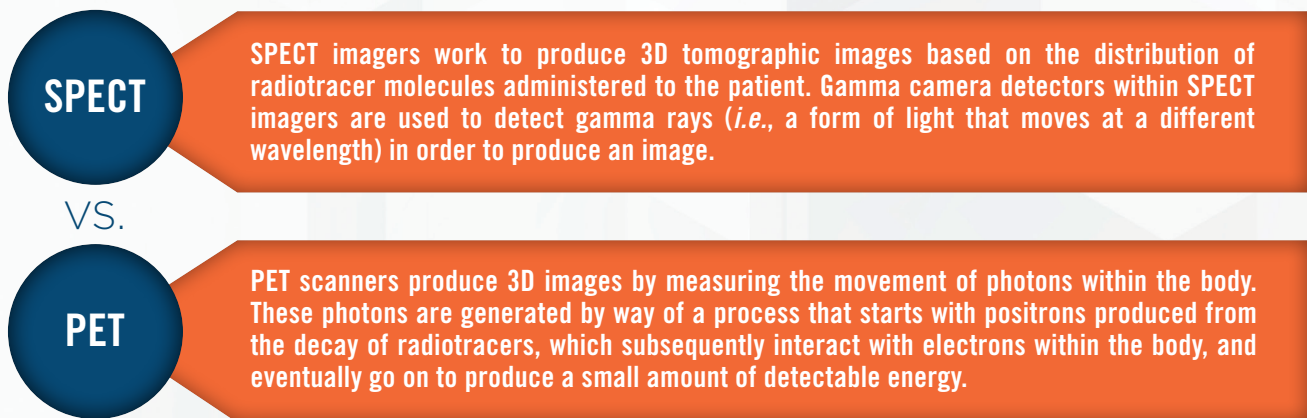 SPECT
SPECT imagers work to produce 3D tomographic images based on the distribution of
radiotracer molecules administered to the patient. Gamma camera detectors within SPECT
imagers are used to detect gamma rays (i.e., a form of light that moves at a different
wavelength) in order to produce an image.
VS.
PET
PET scanners produce 3D images by measuring the movement of photons within the body.
These photons are generated by way of a process that starts with positrons produced from
the decay of radiotracers, which subsequently interact with electrons within the body, and
eventually go on to produce a small amount of detectable energy.